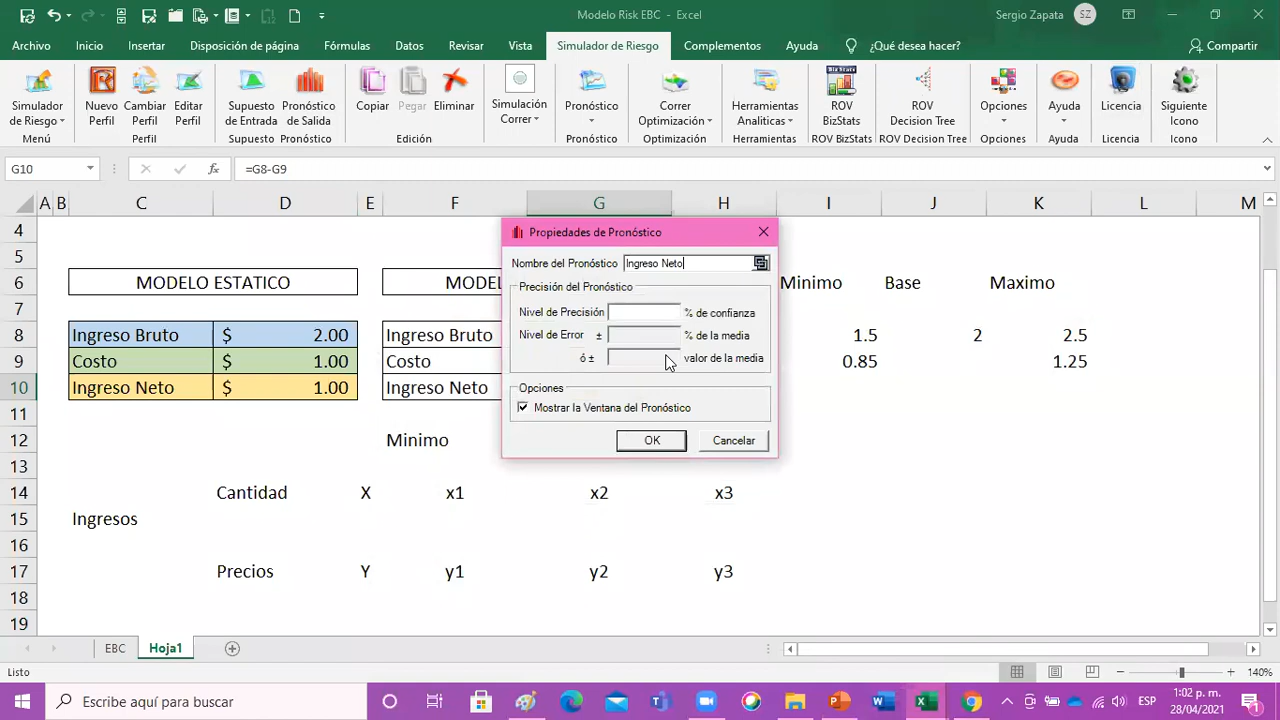 Modelo Risk EBC - Excel
Sergio Zapata SZ
Archivo Inicio Insertar Disposición de página Fórmulas Datos Revisar Vista Simulador de Riesgo Complementos Ayuda ¿Qué desea hacer? Compartir
Simulador de Riesgo
Nuevo Perfil
Cambiar Perfil
Editar Perfil
Supuesto de Entrada
Pronóstico de Salida
Copiar
Pegar
Eliminar
Simulación Correr
Pronóstico
Correr Optimización
Herramientas Analiticas
ROV BizStats
ROV Decision Tree
Opciones
Ayuda
Licencia
Siguiente Icono
Menú Perfil Supuesto Pronóstico Edición Pronóstico Optimización Herramientas ROV BizStats ROV Decision Tree Opciones Ayuda Licencia Icono
G10 fx =G8-G9
A B C D E F G H I J K L M
4
5
6 MODELO ESTATICO MODEL Minimo Base Maximo
7
8 Ingreso Bruto $ 2.00 Ingreso Bruto 1.5 2 2.5
9 Costo $ 1.00 Costo 0.85 1.25
10 Ingreso Neto $ 1.00 Ingreso Neto
11
12 Minimo
13
14 Cantidad X x1 x2 x3
15 Ingresos
16
17 Precios Y y1 y2 y3
18
19
Propiedades de Pronóstico
Nombre del Pronóstico Ingreso Neto
Precisión del Pronóstico
Nivel de Precisión % de confianza
Nivel de Error ± % de la media
ó ± valor de la media
Opciones
Mostrar la Ventana del Pronóstico
OK Cancelar
EBC Hoja1
Listo 140%
Escribe aquí para buscar
ESP
1:02 p. m.
28/04/2021
1